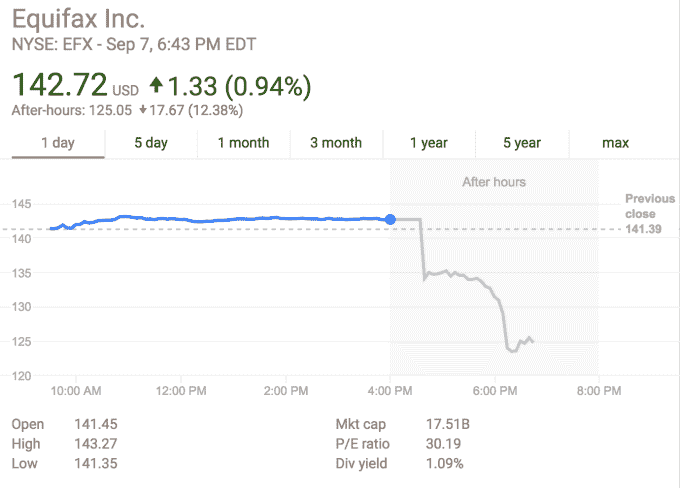 Equifax Inc.
NYSE: EFX - Sep 7, 6:43 PM EDT
142.72 USD ↑1.33 (0.94%)
After-hours: 125.05 ↓17.67 (12.38%)
1 day 5 day 1 month 3 month 1 year 5 year max
After hours
Previous
close
141.39
145
140
135
130
125
120
10:00 AM 12:00 PM 2:00 PM 4:00 PM 6:00 PM 8:00 PM
Open 141.45 Mkt cap 17.51B
High 143.27 P/E ratio 30.19
Low 141.35 Div yield 1.09%